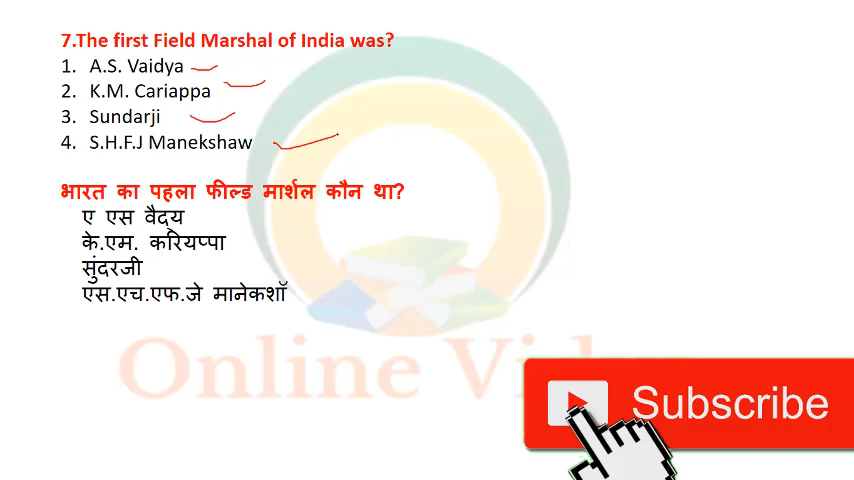 7.The first Field Marshal of India was?
1. A.S. Vaidya
2. K.M. Cariappa
3. Sundarji
4. S.H.F.J Manekshaw
भारत का पहला फील्ड मार्शल कौन था?
ए एस वैद्य
के.एम. करियप्पा
सुंदरजी
एस.एच.एफ.जे मानेकशॉ
Online
Subscribe